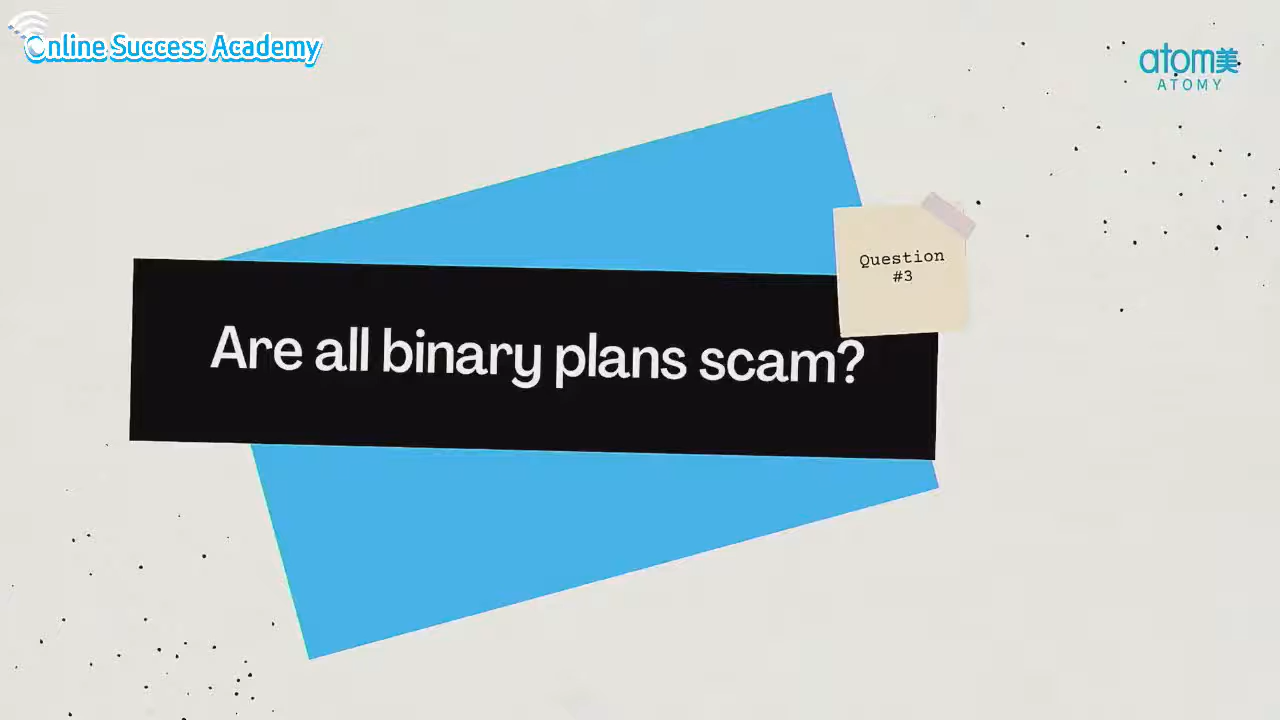 Online Success Academy
atom美
ATOMY
Question
#3
Are all binary plans scam?